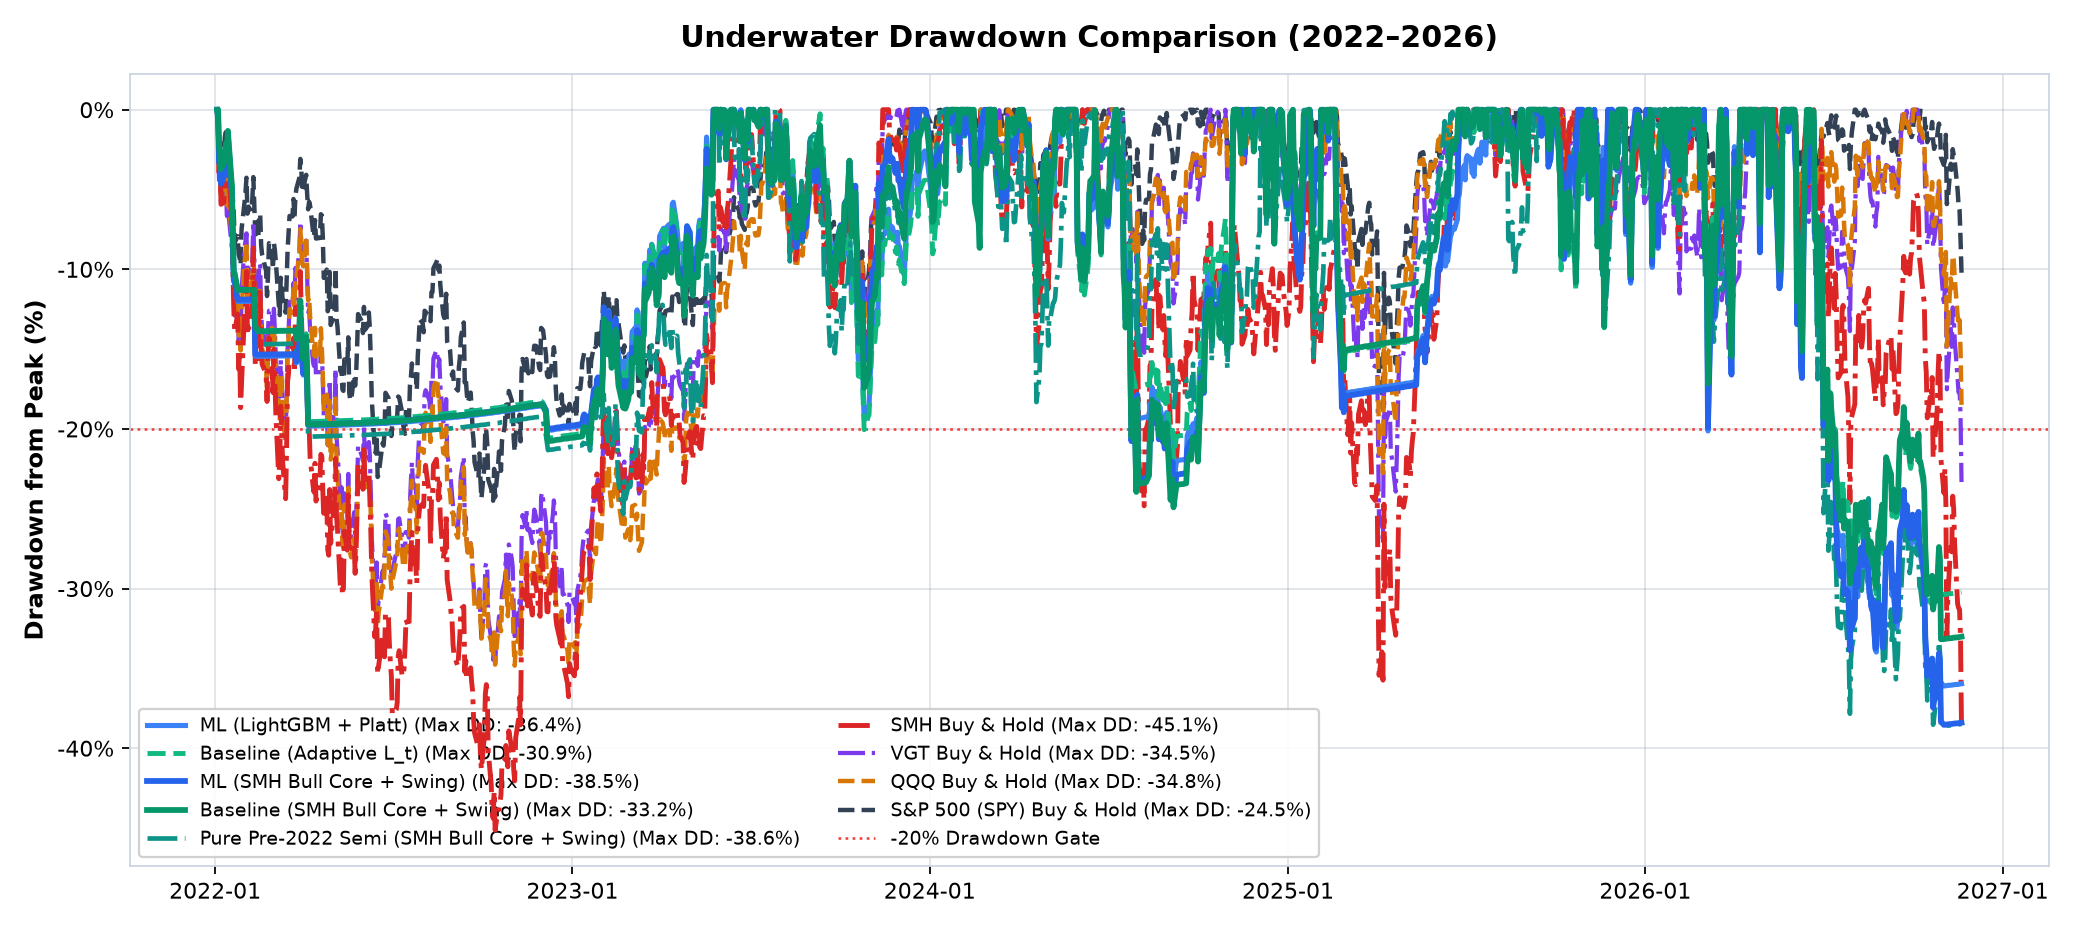 Underwater Drawdown Comparison (2022–2026)
Drawdown from Peak (%)
0%
-10%
-20%
-30%
-40%
ML (LightGBM + Platt) (Max DD: -36.4%)
Baseline (Adaptive L_t) (Max DD: -30.9%)
ML (SMH Bull Core + Swing) (Max DD: -38.5%)
Baseline (SMH Bull Core + Swing) (Max DD: -33.2%)
Pure Pre-2022 Semi (SMH Bull Core + Swing) (Max DD: -38.6%)
SMH Buy & Hold (Max DD: -45.1%)
VGT Buy & Hold (Max DD: -34.5%)
QQQ Buy & Hold (Max DD: -34.8%)
S&P 500 (SPY) Buy & Hold (Max DD: -24.5%)
-20% Drawdown Gate
2022-01
2023-01
2024-01
2025-01
2026-01
2027-01